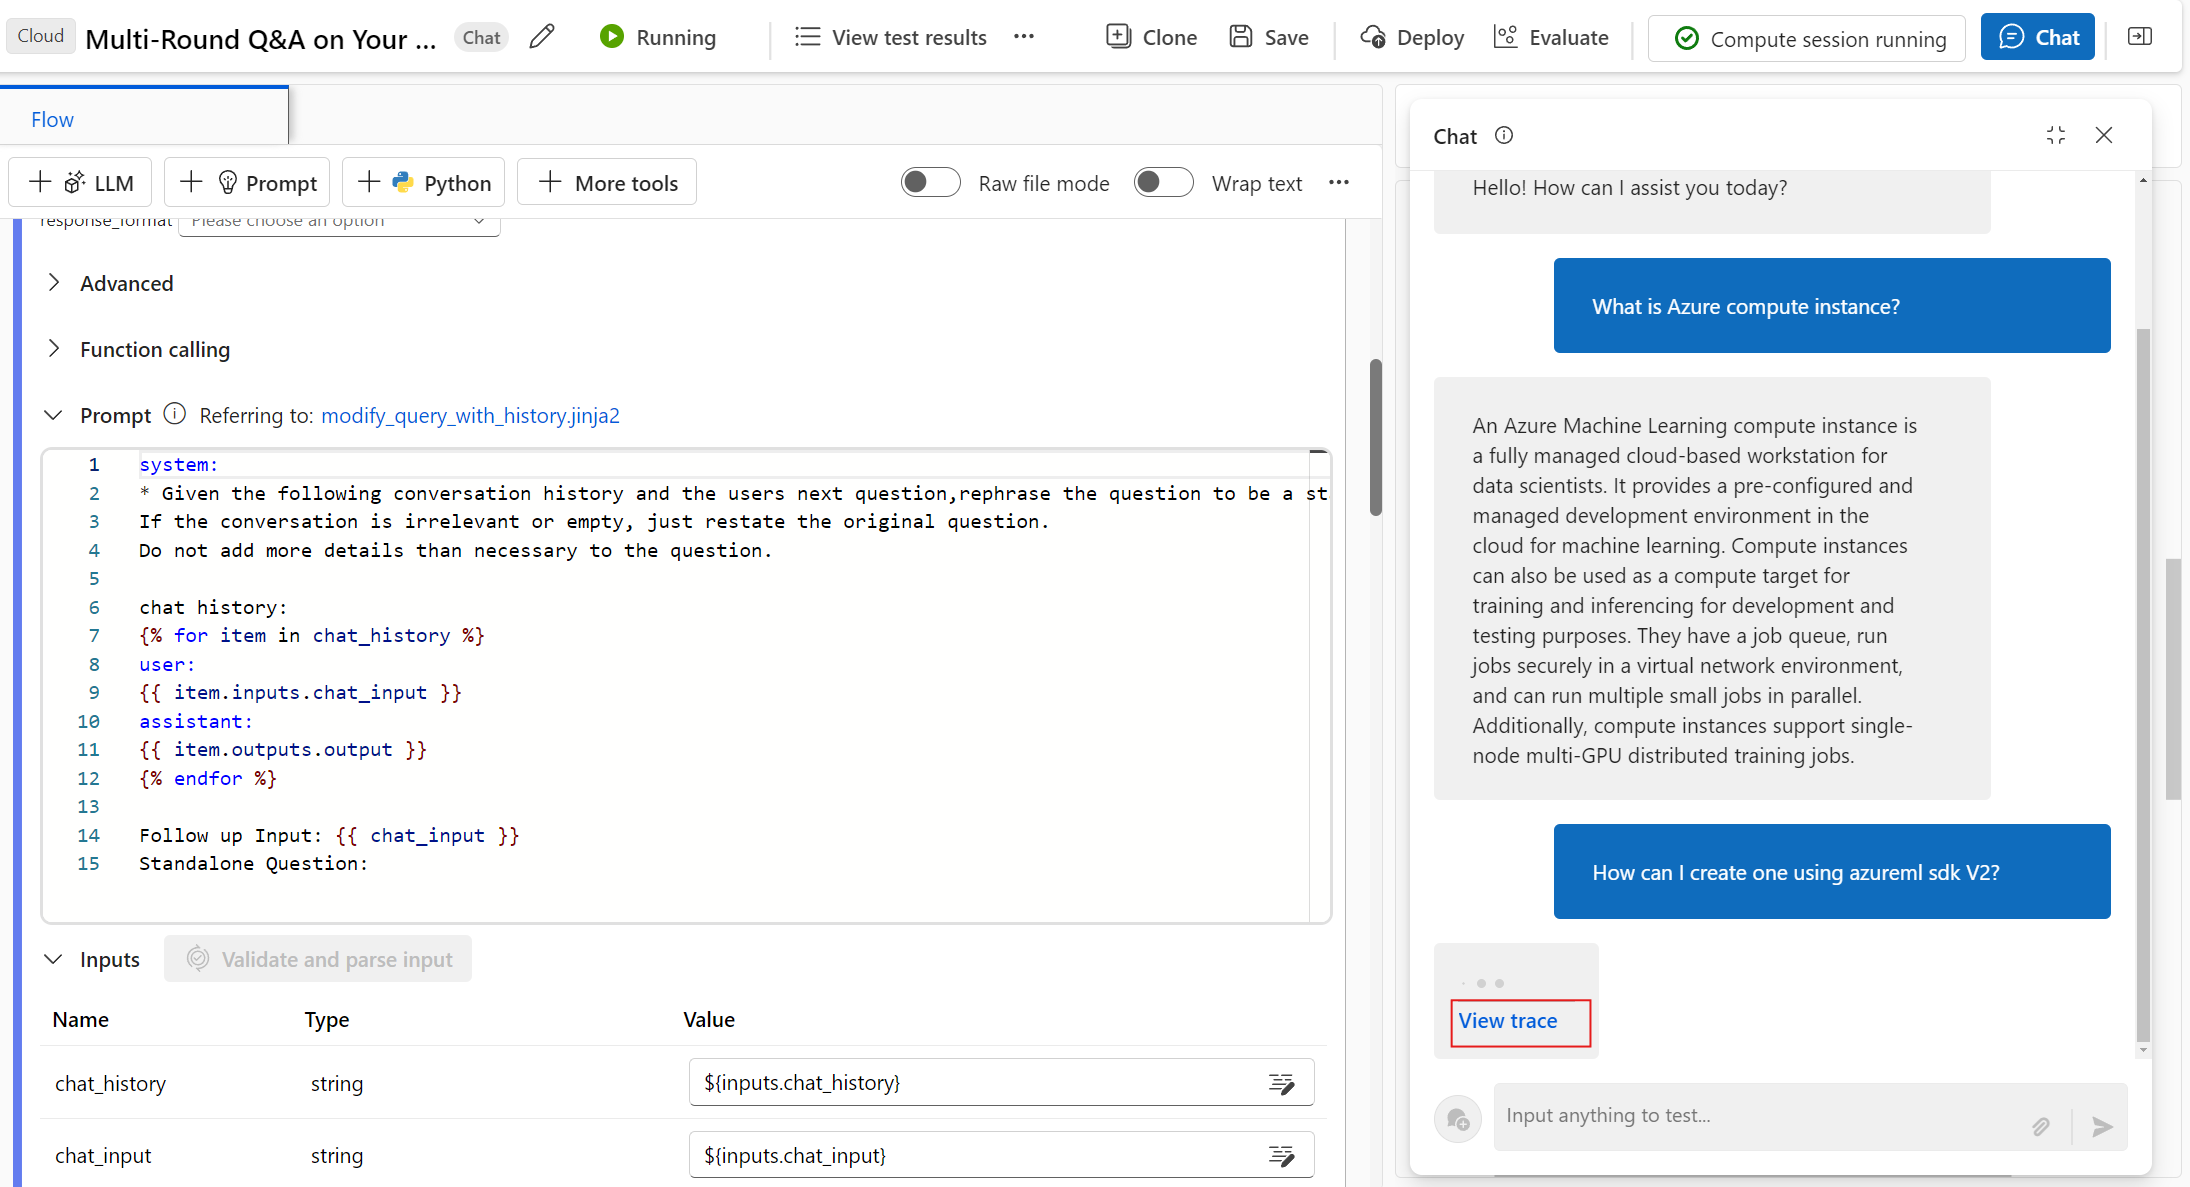 Cloud
Multi-Round Q&A on Your ...
Chat
Running
View test results
Clone
Save
Deploy
Evaluate
Compute session running
Chat
Flow
LLM
Prompt
Python
More tools
Raw file mode
Wrap text
response_format
Please choose an option
Advanced
Function calling
Prompt
Referring to: modify_query_with_history.jinja2
1 system:
2 * Given the following conversation history and the users next question,rephrase the question to be a st
3 If the conversation is irrelevant or empty, just restate the original question.
4 Do not add more details than necessary to the question.
5
6 chat history:
7 {% for item in chat_history %}
8 user:
9 {{ item.inputs.chat_input }}
10 assistant:
11 {{ item.outputs.output }}
12 {% endfor %}
13
14 Follow up Input: {{ chat_input }}
15 Standalone Question:
Inputs
Validate and parse input
Name Type Value
chat_history string ${inputs.chat_history}
chat_input string ${inputs.chat_input}
Chat
Hello! How can I assist you today?
What is Azure compute instance?
An Azure Machine Learning compute instance is
a fully managed cloud-based workstation for
data scientists. It provides a pre-configured and
managed development environment in the
cloud for machine learning. Compute instances
can also be used as a compute target for
training and inferencing for development and
testing purposes. They have a job queue, run
jobs securely in a virtual network environment,
and can run multiple small jobs in parallel.
Additionally, compute instances support single-
node multi-GPU distributed training jobs.
How can I create one using azureml sdk V2?
View trace
Input anything to test...